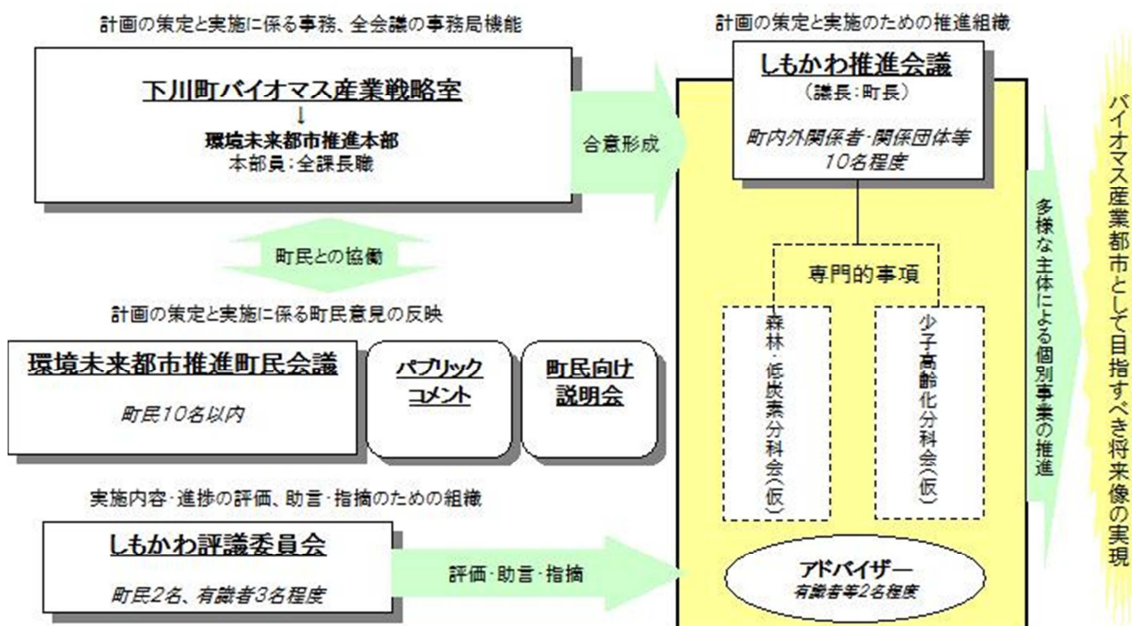 計画の策定と実施に係る事務、全会議の事務局機能
下川町バイオマス産業戦略室
↓
環境未来都市推進本部
本部員：全課長職
合意形成
町民との協働
計画の策定と実施に係る町民意見の反映
環境未来都市推進町民会議
町民10名以内
パブリック
コメント
町民向け
説明会
実施内容・進捗の評価、助言・指摘のための組織
しもかわ評議委員会
町民2名、有識者3名程度
評価・助言・指摘
計画の策定と実施のための推進組織
しもかわ推進会議
（議長：町長）
町内外関係者・関係団体等
10名程度
専門的事項
森林・低炭素分科会(仮)
少子高齢化分科会(仮)
アドバイザー
有識者等2名程度
多様な主体による個別事業の推進
バイオマス産業都市として目指すべき将来像の実現